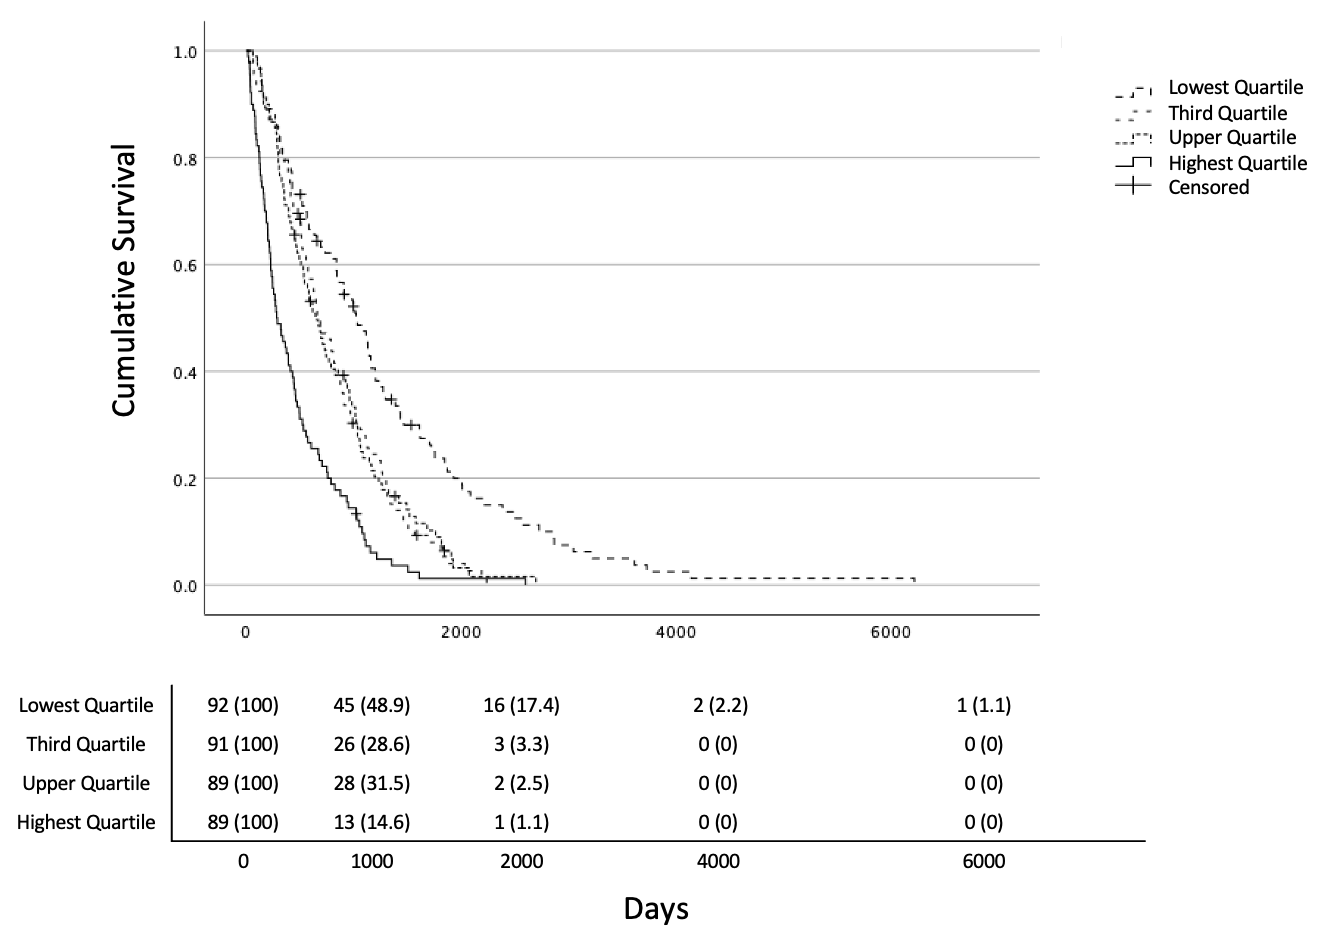 1.0
0.8
0.6
0.4
0.2
0.0
Cumulative Survival
0 2000 4000 6000
Lowest Quartile
Third Quartile
Upper Quartile
Highest Quartile
Censored
Lowest Quartile 92 (100) 45 (48.9) 16 (17.4) 2 (2.2) 1 (1.1)
Third Quartile 91 (100) 26 (28.6) 3 (3.3) 0 (0) 0 (0)
Upper Quartile 89 (100) 28 (31.5) 2 (2.5) 0 (0) 0 (0)
Highest Quartile 89 (100) 13 (14.6) 1 (1.1) 0 (0) 0 (0)
0 1000 2000 4000 6000
Days